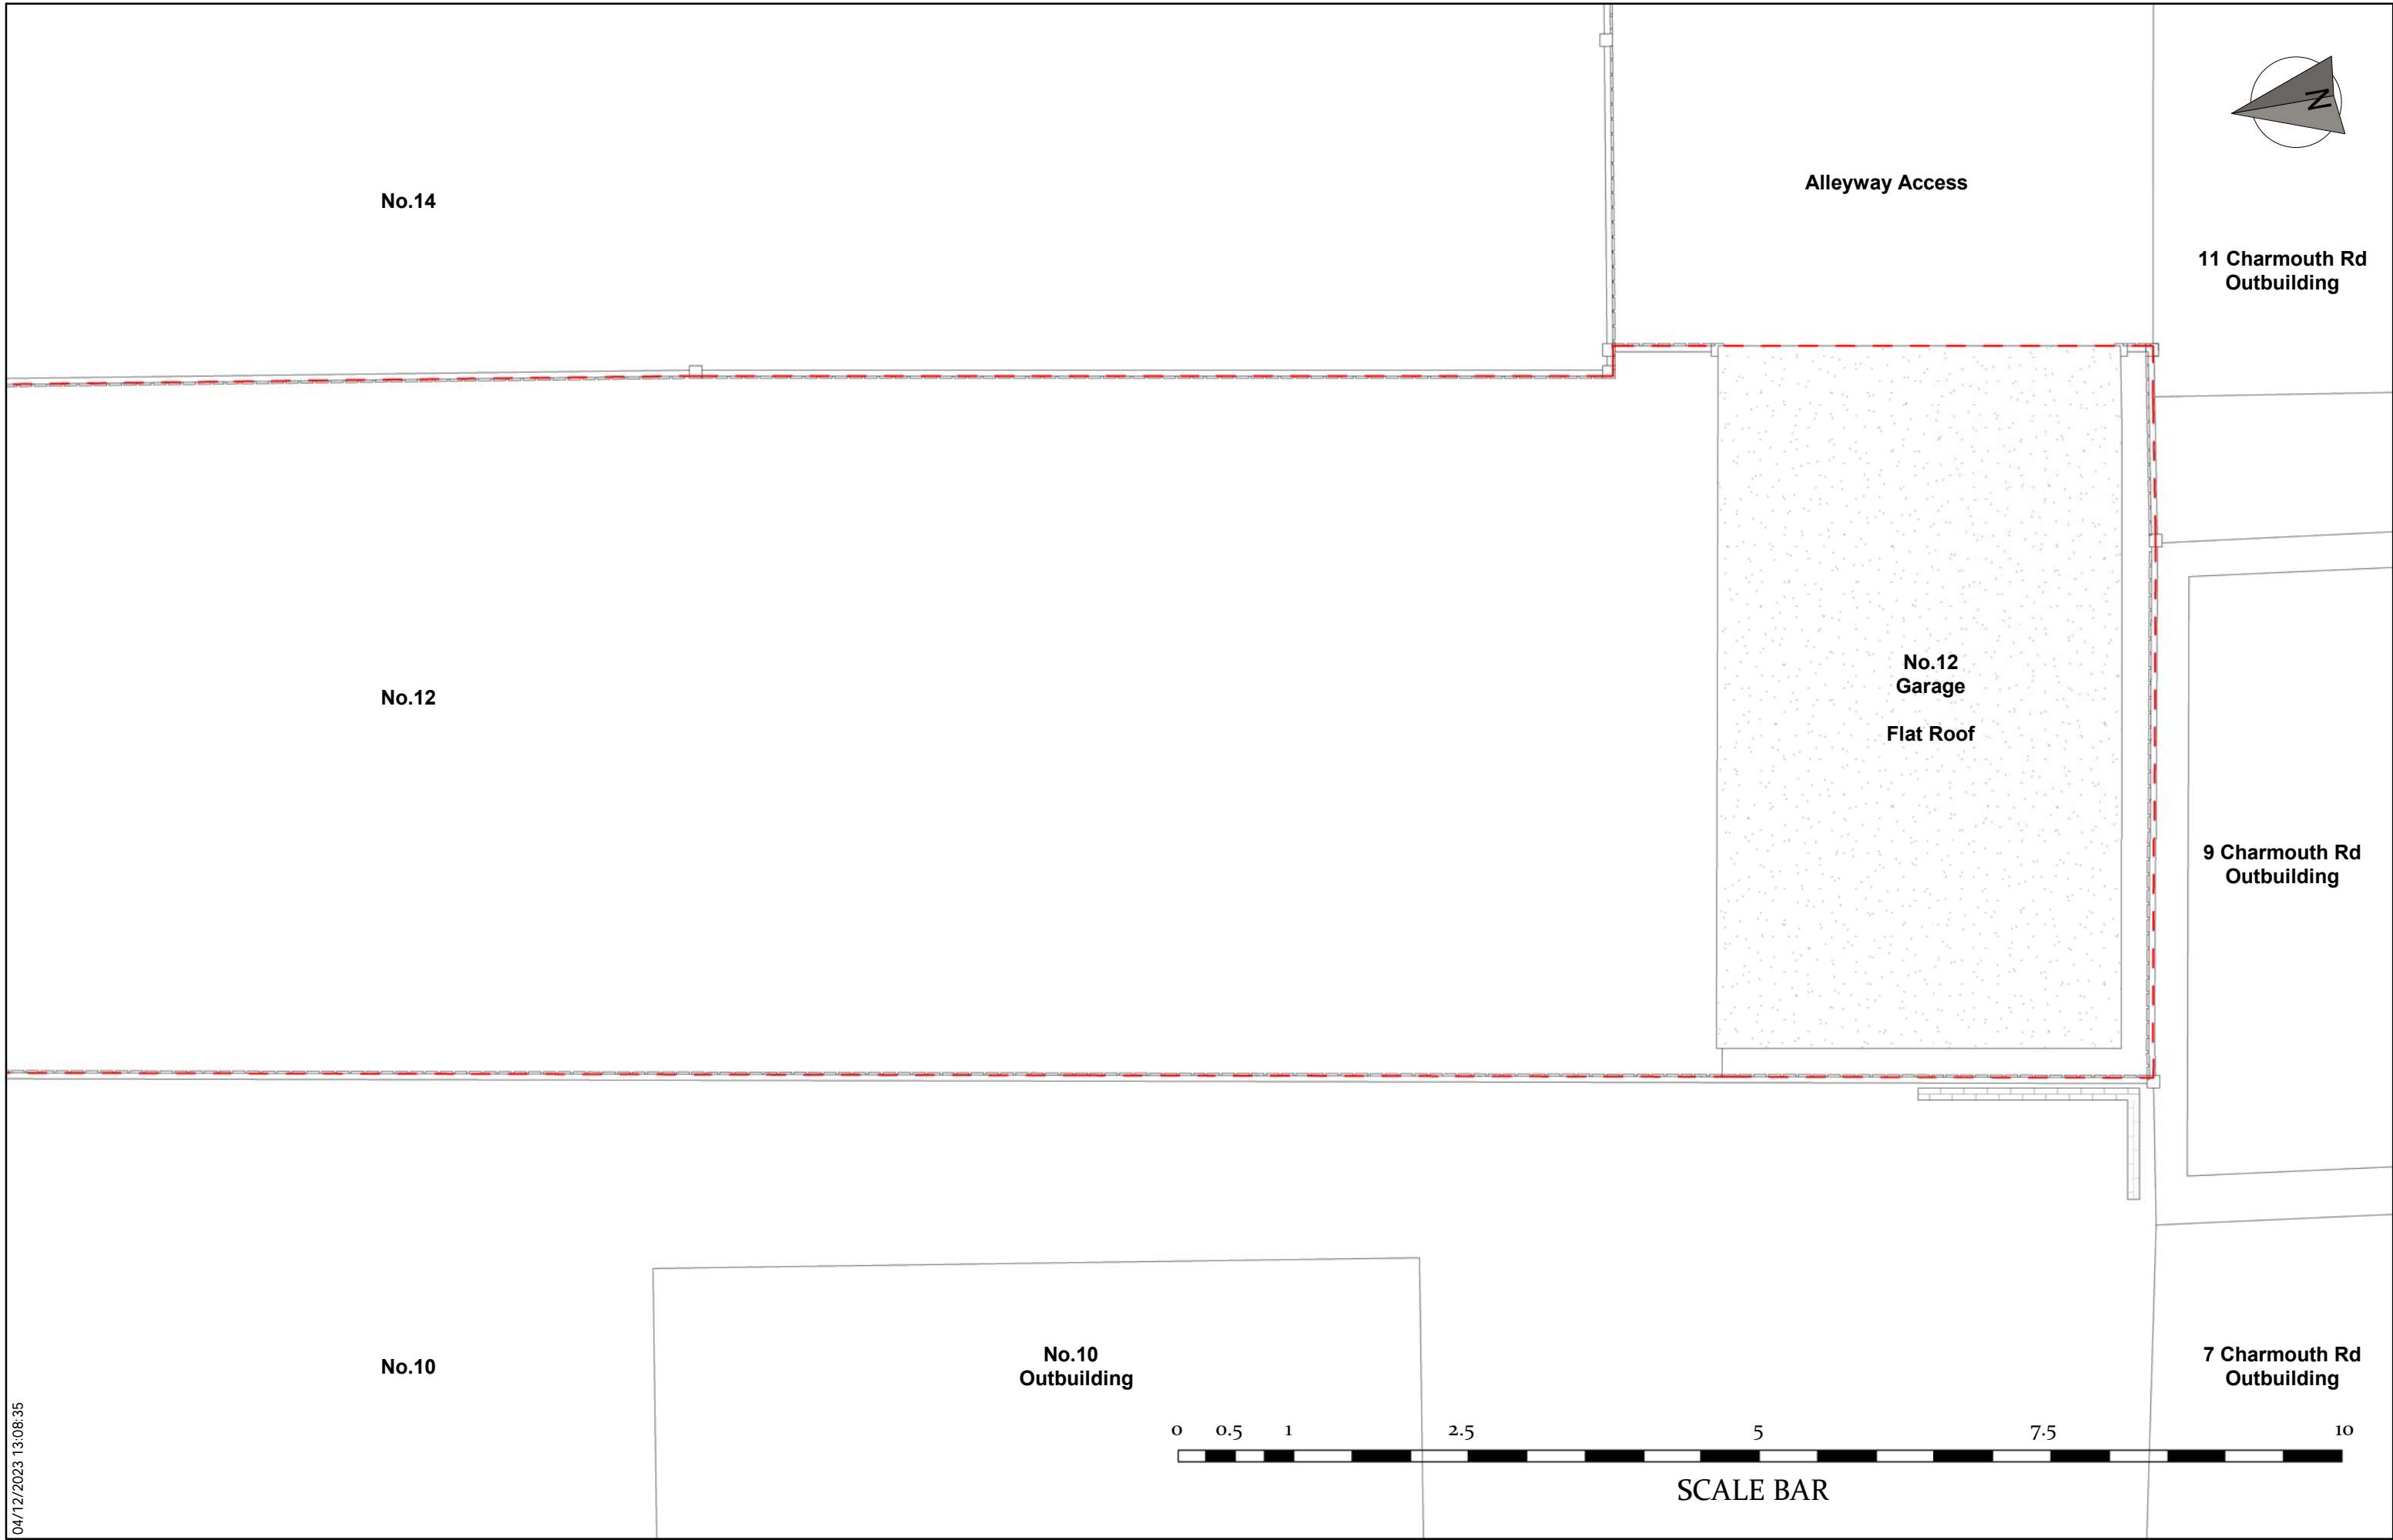 N
No.14
Alleyway Access
11 Charmouth Rd
Outbuilding
No.12
No.12
Garage
Flat Roof
9 Charmouth Rd
Outbuilding
No.10
No.10
Outbuilding
7 Charmouth Rd
Outbuilding
0 0.5 1 2.5 5 7.5 10
SCALE BAR
04/12/2023 13:08:35